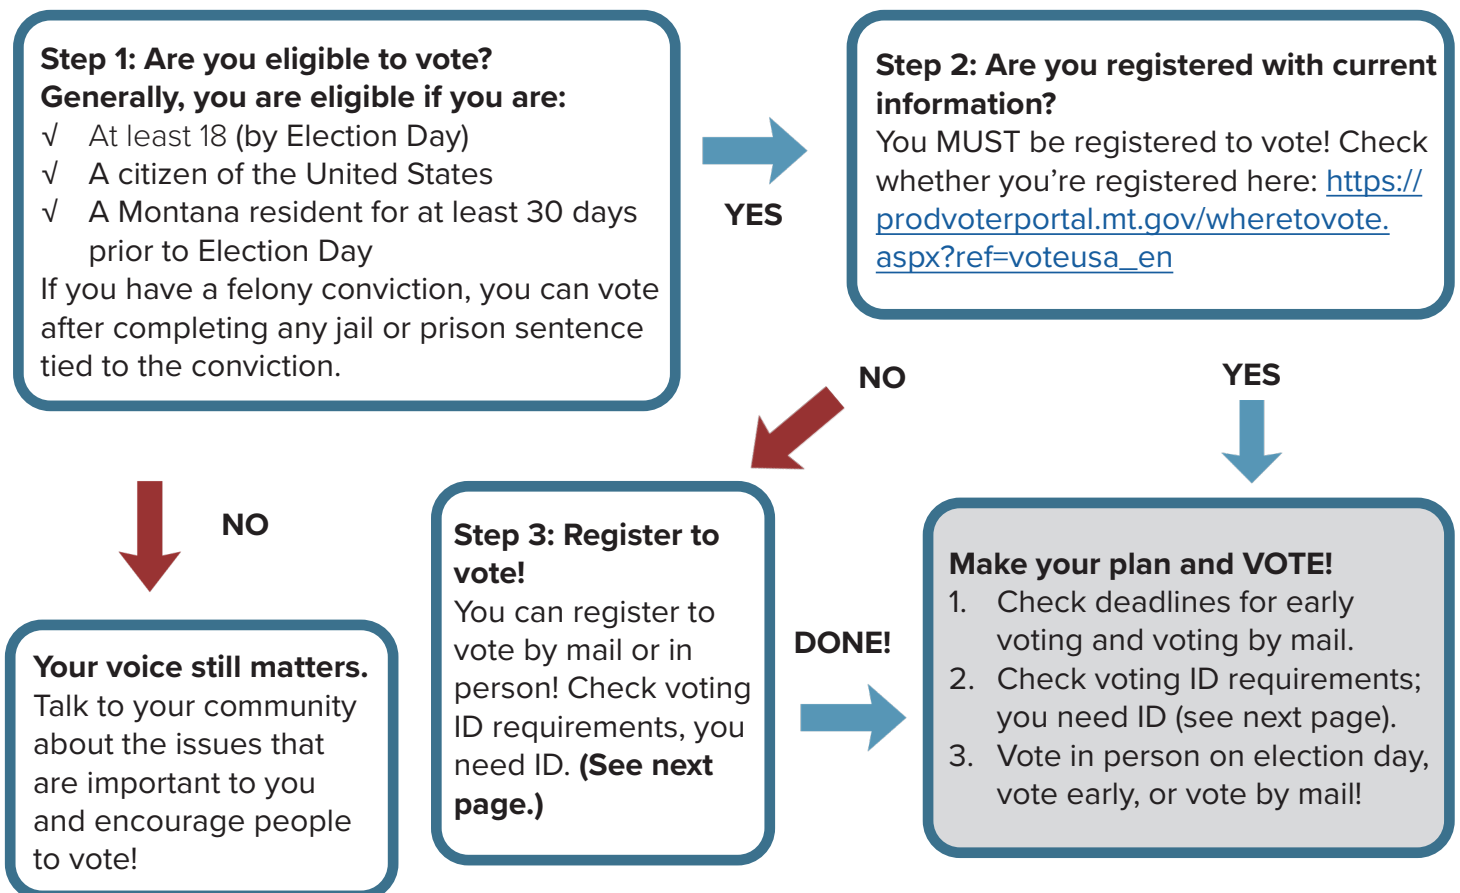 Step 1: Are you eligible to vote?
Generally, you are eligible if you are:
√ At least 18 (by Election Day)
√ A citizen of the United States
√ A Montana resident for at least 30 days
prior to Election Day
If you have a felony conviction, you can vote
after completing any jail or prison sentence
tied to the conviction.
YES
Step 2: Are you registered with current
information?
You MUST be registered to vote! Check
whether you’re registered here: https://
prodvoterportal.mt.gov/wheretovote.
aspx?ref=voteusa_en
NO
YES
NO
Your voice still matters.
Talk to your community
about the issues that
are important to you
and encourage people
to vote!
Step 3: Register to
vote!
You can register to
vote by mail or in
person! Check voting
ID requirements, you
need ID. (See next
page.)
DONE!
Make your plan and VOTE!
1. Check deadlines for early
voting and voting by mail.
2. Check voting ID requirements;
you need ID (see next page).
3. Vote in person on election day,
vote early, or vote by mail!